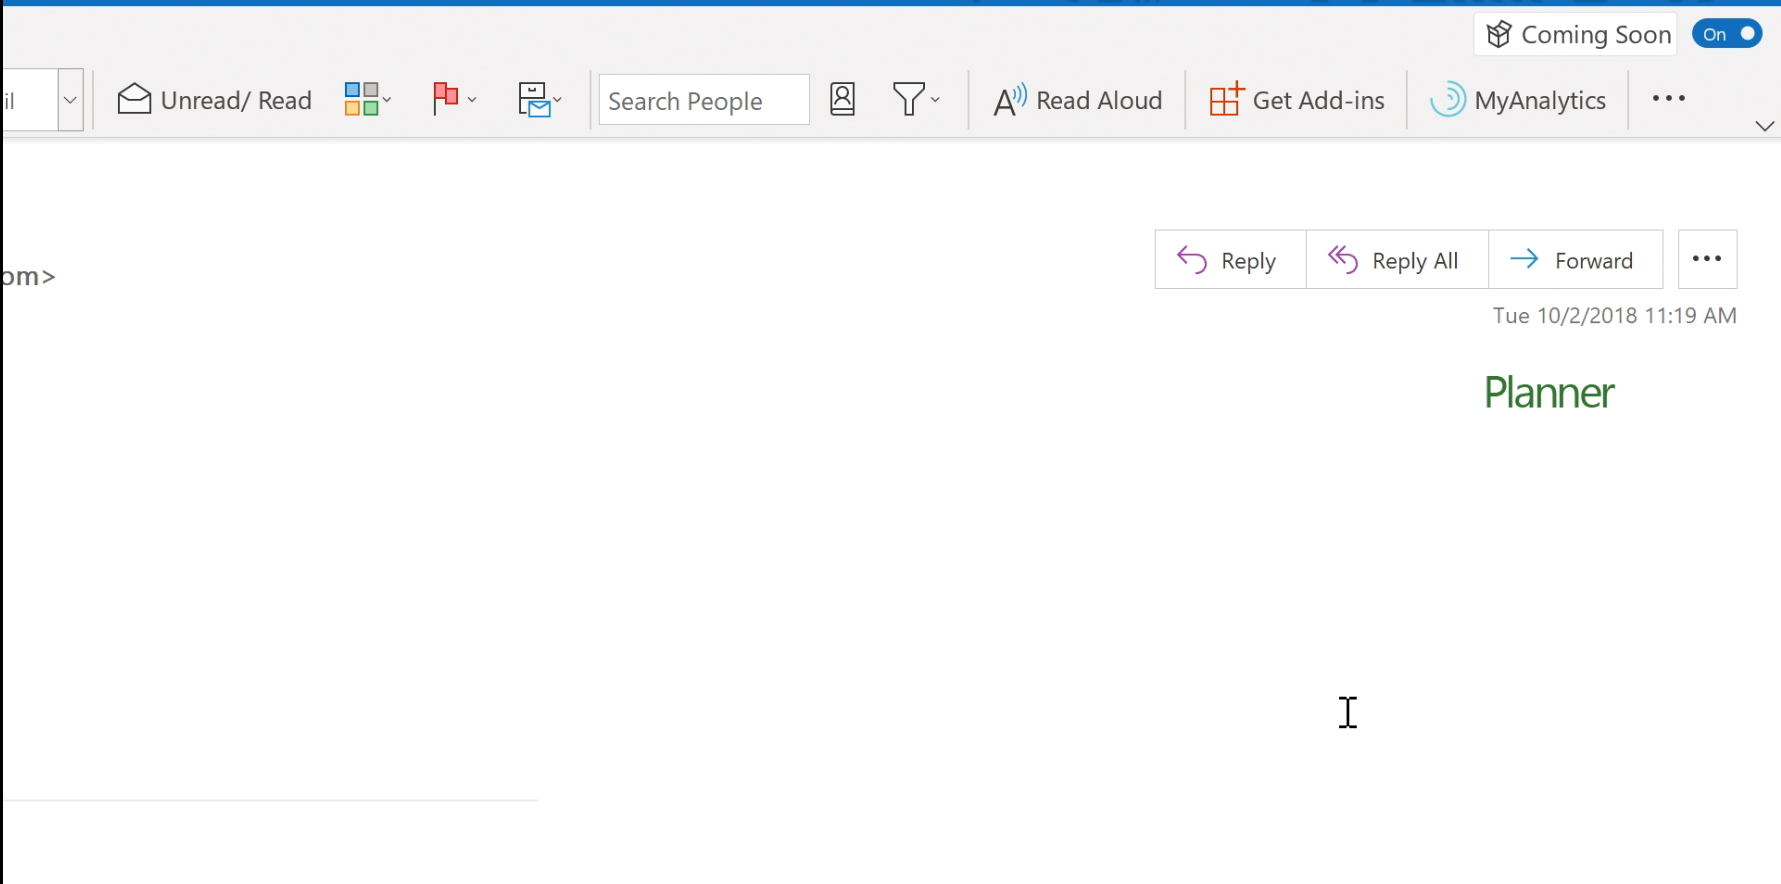 Coming Soon On
il Unread/ Read Search People Read Aloud Get Add-ins MyAnalytics
Reply Reply All Forward
om>
Tue 10/2/2018 11:19 AM
Planner